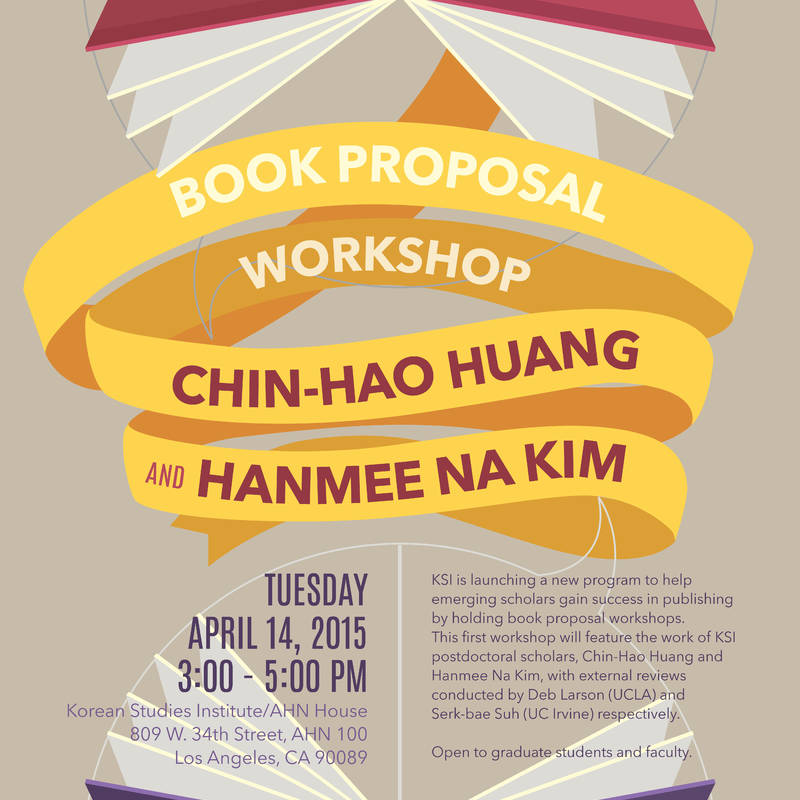 BOOK PROPOSAL
WORKSHOP
CHIN-HAO HUANG
AND HANMEE NA KIM
TUESDAY
APRIL 14, 2015
3:00 - 5:00 PM
Korean Studies Institute/AHN House
809 W. 34th Street, AHN 100
Los Angeles, CA 90089
KSI is launching a new program to help
emerging scholars gain success in publishing
by holding book proposal workshops.
This first workshop will feature the work of KSI
postdoctoral scholars, Chin-Hao Huang and
Hanmee Na Kim, with external reviews
conducted by Deb Larson (UCLA) and
Serk-bae Suh (UC Irvine) respectively.
Open to graduate students and faculty.